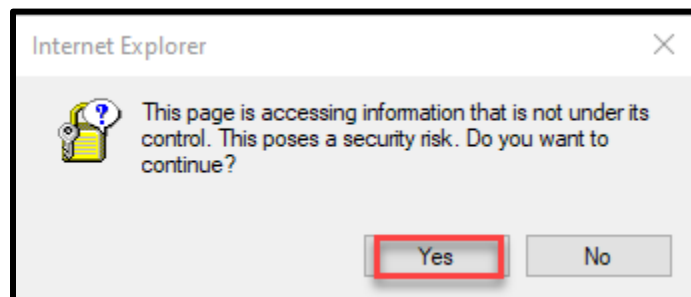 Internet Explorer
This page is accessing information that is not under its
control. This poses a security risk. Do you want to
continue?
Yes
No